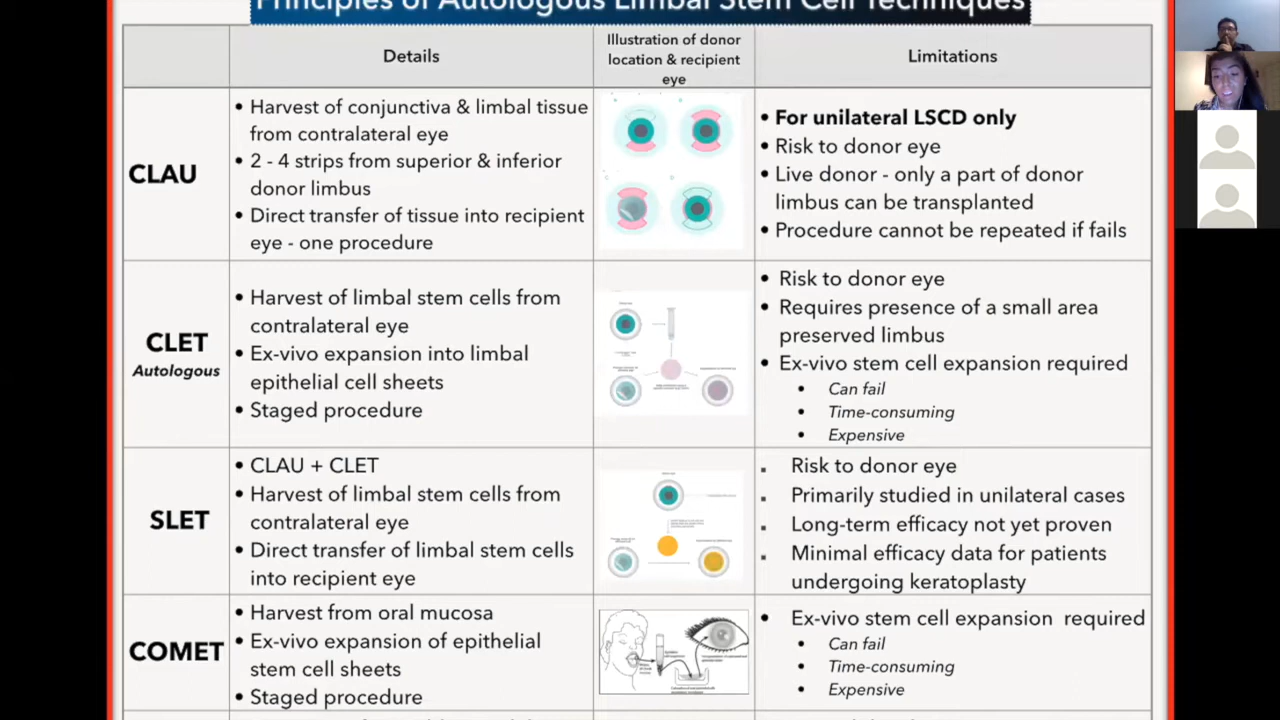 Principles of Autologous Limbal Stem Cell Techniques
Details
Illustration of donor
location & recipient
eye
Limitations
CLAU
• Harvest of conjunctiva & limbal tissue
from contralateral eye
• 2 - 4 strips from superior & inferior
donor limbus
• Direct transfer of tissue into recipient
eye - one procedure
• For unilateral LSCD only
• Risk to donor eye
• Live donor - only a part of donor
limbus can be transplanted
• Procedure cannot be repeated if fails
CLET
Autologous
• Harvest of limbal stem cells from
contralateral eye
• Ex-vivo expansion into limbal
epithelial cell sheets
• Staged procedure
• Risk to donor eye
• Requires presence of a small area
preserved limbus
• Ex-vivo stem cell expansion required
• Can fail
• Time-consuming
• Expensive
SLET
• CLAU + CLET
• Harvest of limbal stem cells from
contralateral eye
• Direct transfer of limbal stem cells
into recipient eye
▪ Risk to donor eye
▪ Primarily studied in unilateral cases
▪ Long-term efficacy not yet proven
▪ Minimal efficacy data for patients
undergoing keratoplasty
COMET
• Harvest from oral mucosa
• Ex-vivo expansion of epithelial
stem cell sheets
• Staged procedure
• Ex-vivo stem cell expansion required
• Can fail
• Time-consuming
• Expensive